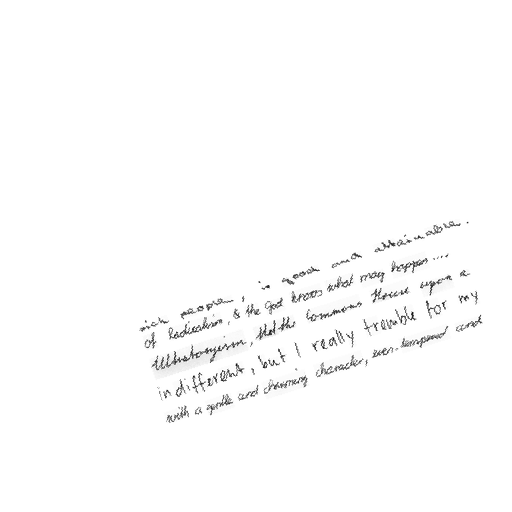 rich people, is good and attainable.
of Radicalism, & the God knows what may happen....
that the Commons House upon a
indifferent, but I really tremble for my
with a gentle and charming character, even-tempered and